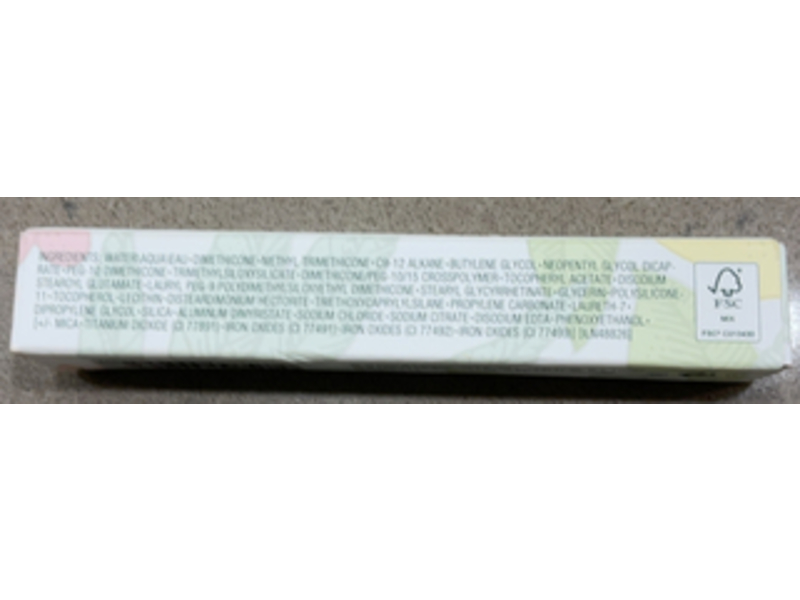 INGREDIENTS: WATER\AQUA\EAU • DIMETHICONE • METHYL TRIMETHICONE • C11-12 ALKANE • BUTYLENE GLYCOL • NEOPENTYL GLYCOL DICAP-
RATE • PEG-10 DIMETHICONE • TRIMETHYLSILOXYSILICATE • DIMETHICONE/PEG-10/15 CROSSPOLYMER • TOCOPHERYL ACETATE • DISODIUM
STEAROYL GLUTAMATE • LAURYL PEG-9 POLYDIMETHYLSILOXYETHYL DIMETHICONE • STEARYL GLYCYRRHETINATE • GLYCERIN • POLYSILICONE-
11 • TOCOPHEROL • LECITHIN • DISTEARDIMONIUM HECTORITE • TRIETHOXYCAPRYLYLSILANE • PROPYLENE CARBONATE • LAURETH-7 •
DIPROPYLENE GLYCOL • SILICA • ALUMINUM DIMYRISTATE • SODIUM CHLORIDE • SODIUM CITRATE • DISODIUM EDTA • PHENOXYETHANOL •
[+/- MICA • TITANIUM DIOXIDE (CI 77891) • IRON OXIDES (CI 77491) • IRON OXIDES (CI 77492) • IRON OXIDES (CI 77499)]
FSC
MIX